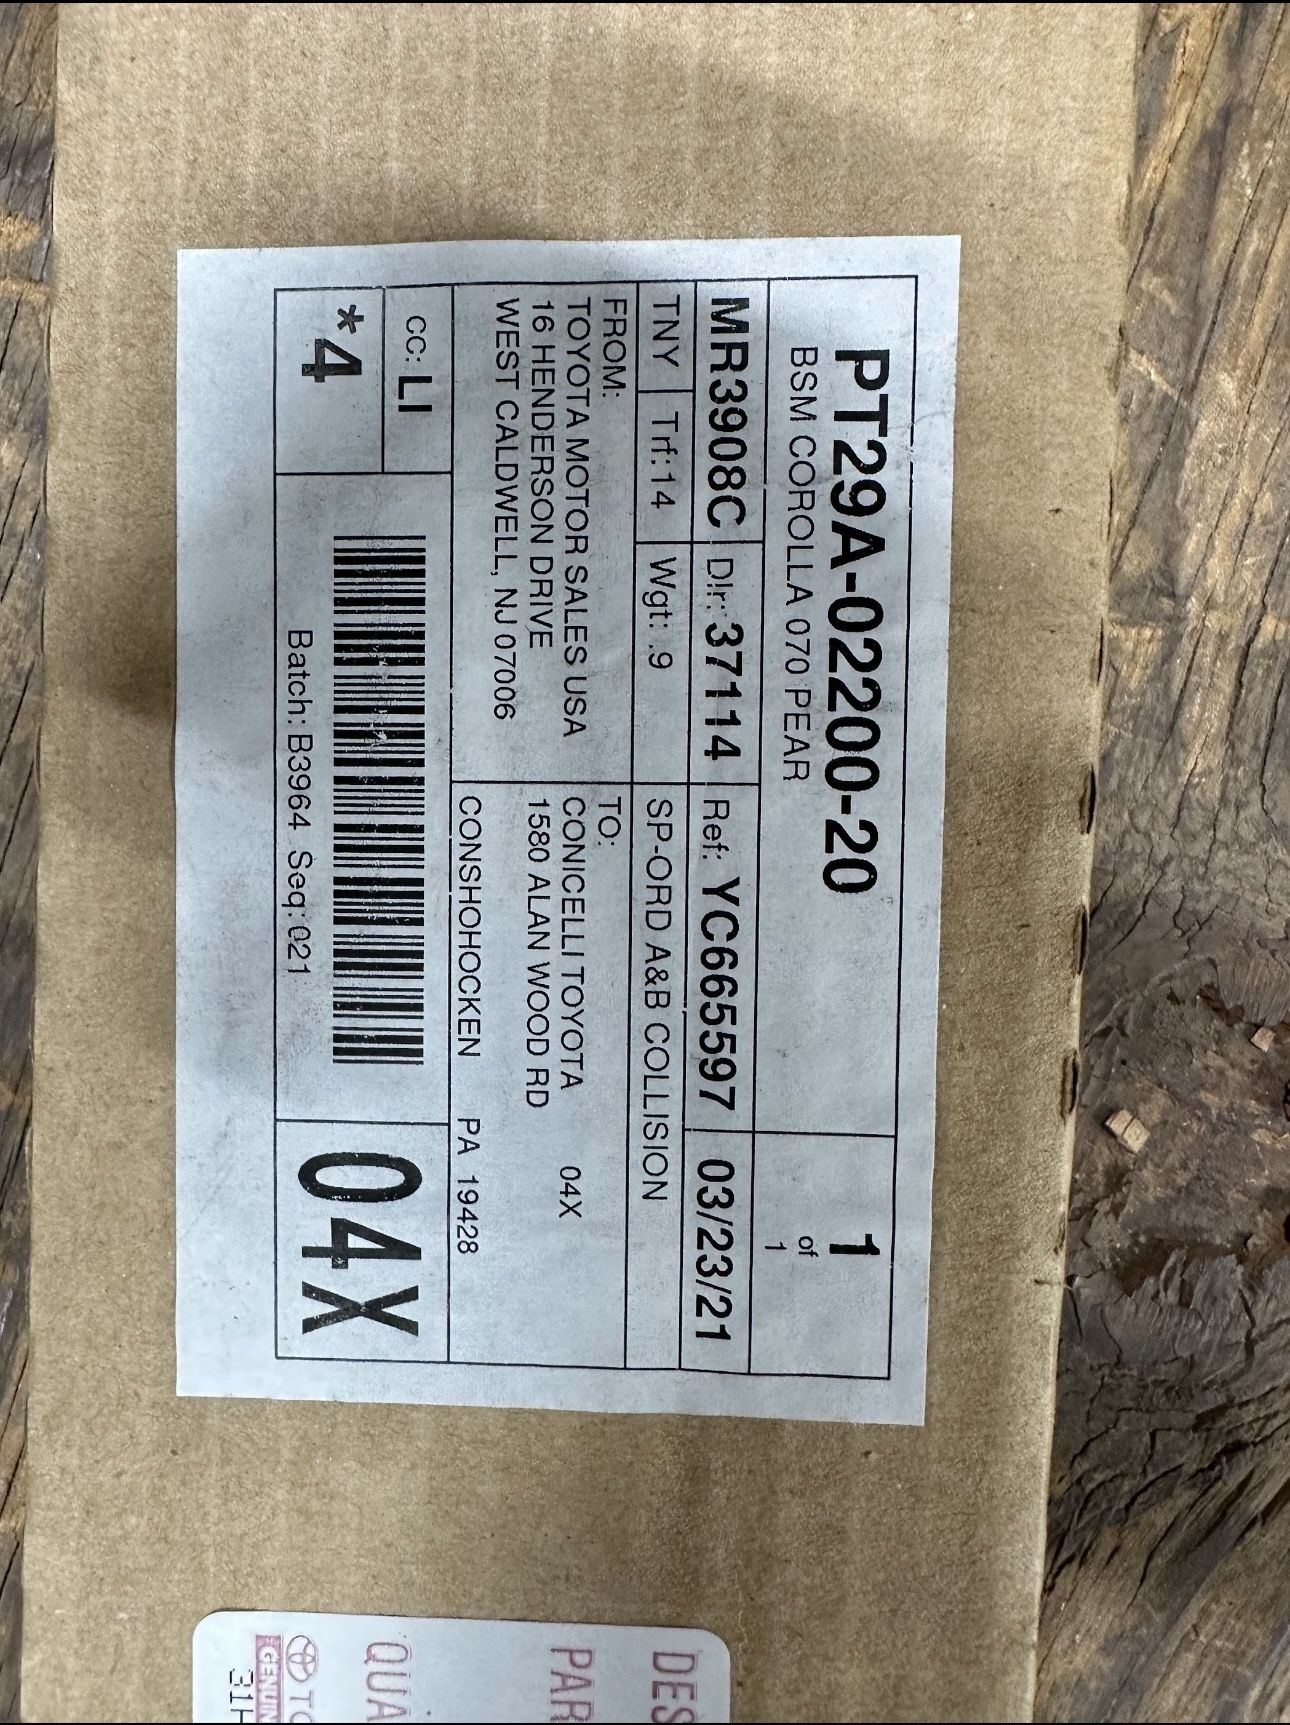 PT29A-02200-20
BSM COROLLA 070 PEAR
1
of
1
MR3908C Dlr: 37114 Ref: YC665597 03/23/21
TNY Trf:14 Wgt: .9 SP-ORD A&B COLLISION
FROM:
TOYOTA MOTOR SALES USA
16 HENDERSON DRIVE
WEST CALDWELL, NJ 07006
TO:
CONICELLI TOYOTA 04X
1580 ALAN WOOD RD
CONSHOHOCKEN PA 19428
CC: LI
*4
Batch: B3964 Seq: 021
04X
DES
PAR
QUA
TO
GENUIN
31H